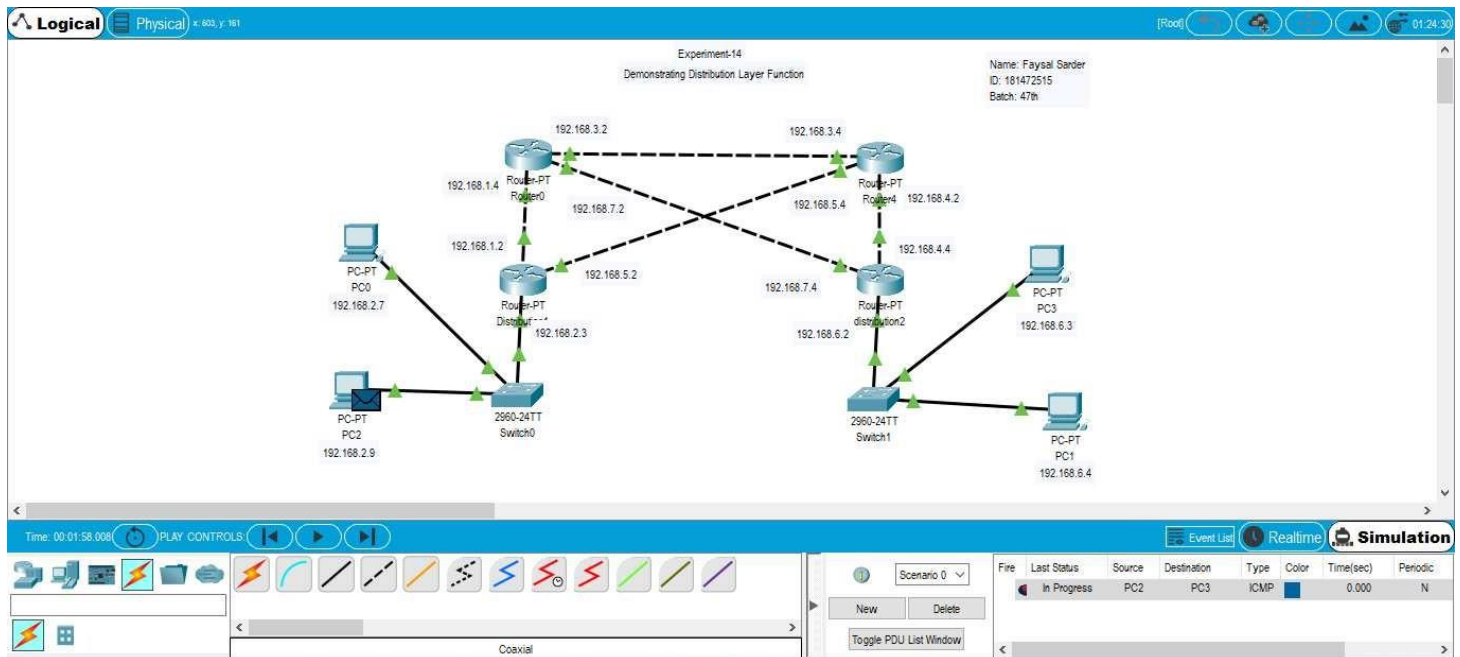 Logical
Physical
x: 603, y: 161
[Root]
01:24:30
Experiment-14
Demonstrating Distribution Layer Function
Name: Faysal Sarder
ID: 181472515
Batch: 47th
192.168.3.2
192.168.3.4
192.168.1.4
Router-PT
Router0
192.168.7.2
192.168.5.4
Router-PT
Router4
192.168.4.2
192.168.1.2
192.168.5.2
192.168.4.4
192.168.7.4
PC-PT
PC0
192.168.2.7
Router-PT
192.168.2.3
Router-PT
distribution2
192.168.6.2
PC-PT
PC3
192.168.6.3
PC-PT
PC2
192.168.2.9
2960-24TT
Switch0
2960-24TT
Switch1
PC-PT
PC1
192.168.6.4
Time: 00:01:58.008
PLAY CONTROLS:
Event List
Realtime
Simulation
Scenario 0
New
Delete
Toggle PDU List Window
Fire Last Status Source Destination Type Color Time(sec) Periodic
In Progress PC2 PC3 ICMP 0.000 N
Coaxial